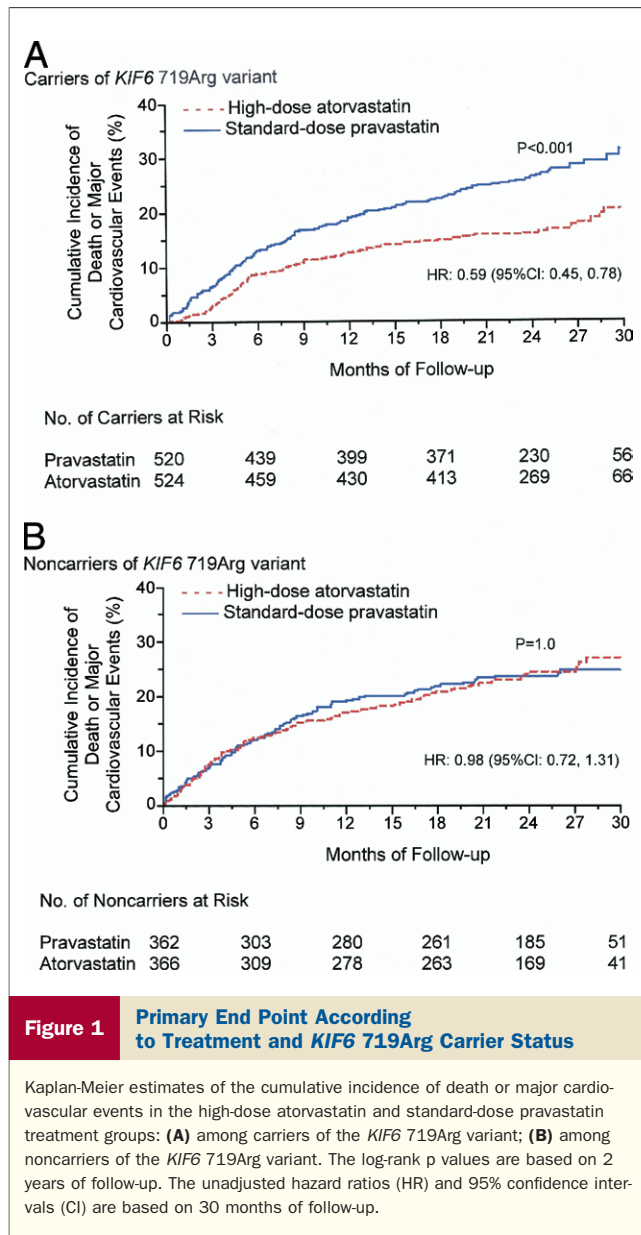 A
Carriers of KIF6 719Arg variant
High-dose atorvastatin
Standard-dose pravastatin
Cumulative Incidence of
Death or Major
Cardiovascular Events (%)
40
30
20
10
0
P<0.001
HR: 0.59 (95%CI: 0.45, 0.78)
0 3 6 9 12 15 18 21 24 27 30
Months of Follow-up
No. of Carriers at Risk
Pravastatin 520 439 399 371 230 56
Atorvastatin 524 459 430 413 269 66
B
Noncarriers of KIF6 719Arg variant
High-dose atorvastatin
Standard-dose pravastatin
Cumulative Incidence of
Death or Major
Cardiovascular Events (%)
40
30
20
10
0
P=1.0
HR: 0.98 (95%CI: 0.72, 1.31)
0 3 6 9 12 15 18 21 24 27 30
Months of Follow-up
No. of Noncarriers at Risk
Pravastatin 362 303 280 261 185 51
Atorvastatin 366 309 278 263 169 41
Figure 1
Primary End Point According
to Treatment and KIF6 719Arg Carrier Status
Kaplan-Meier estimates of the cumulative incidence of death or major cardio-
vascular events in the high-dose atorvastatin and standard-dose pravastatin
treatment groups: (A) among carriers of the KIF6 719Arg variant; (B) among
noncarriers of the KIF6 719Arg variant. The log-rank p values are based on 2
years of follow-up. The unadjusted hazard ratios (HR) and 95% confidence inter-
vals (CI) are based on 30 months of follow-up.